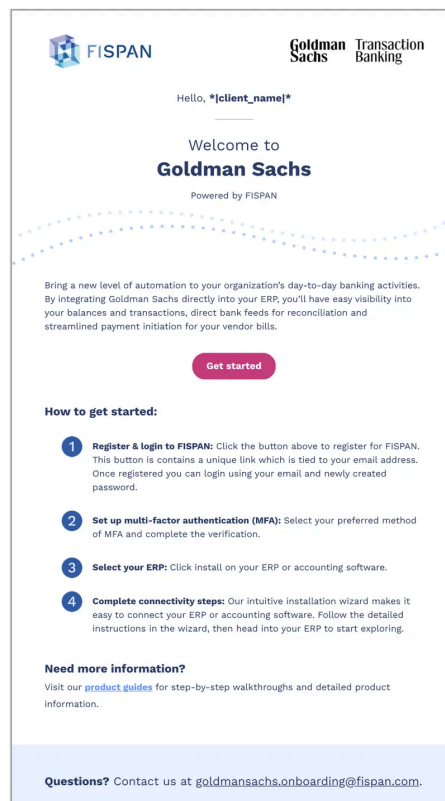 FISPAN
Goldman Transaction
Sachs Banking
Hello, *|client_name|*
Welcome to
Goldman Sachs
Powered by FISPAN
Bring a new level of automation to your organization's day-to-day banking activities.
By integrating Goldman Sachs directly into your ERP, you'll have easy visibility into
your balances and transactions, direct bank feeds for reconciliation and
streamlined payment initiation for your vendor bills.
Get started
How to get started:
1 Register & login to FISPAN: Click the button above to register for FISPAN.
This button is contains a unique link which is tied to your email address.
Once registered you can login using your email and newly created
password.
2 Set up multi-factor authentication (MFA): Select your preferred method
of MFA and complete the verification.
3 Select your ERP: Click install on your ERP or accounting software.
4 Complete connectivity steps: Our intuitive installation wizard makes it
easy to connect your ERP or accounting software. Follow the detailed
instructions in the wizard, then head into your ERP to start exploring.
Need more information?
Visit our product guides for step-by-step walkthroughs and detailed product
information.
Questions? Contact us at goldmansachs.onboarding@fispan.com.